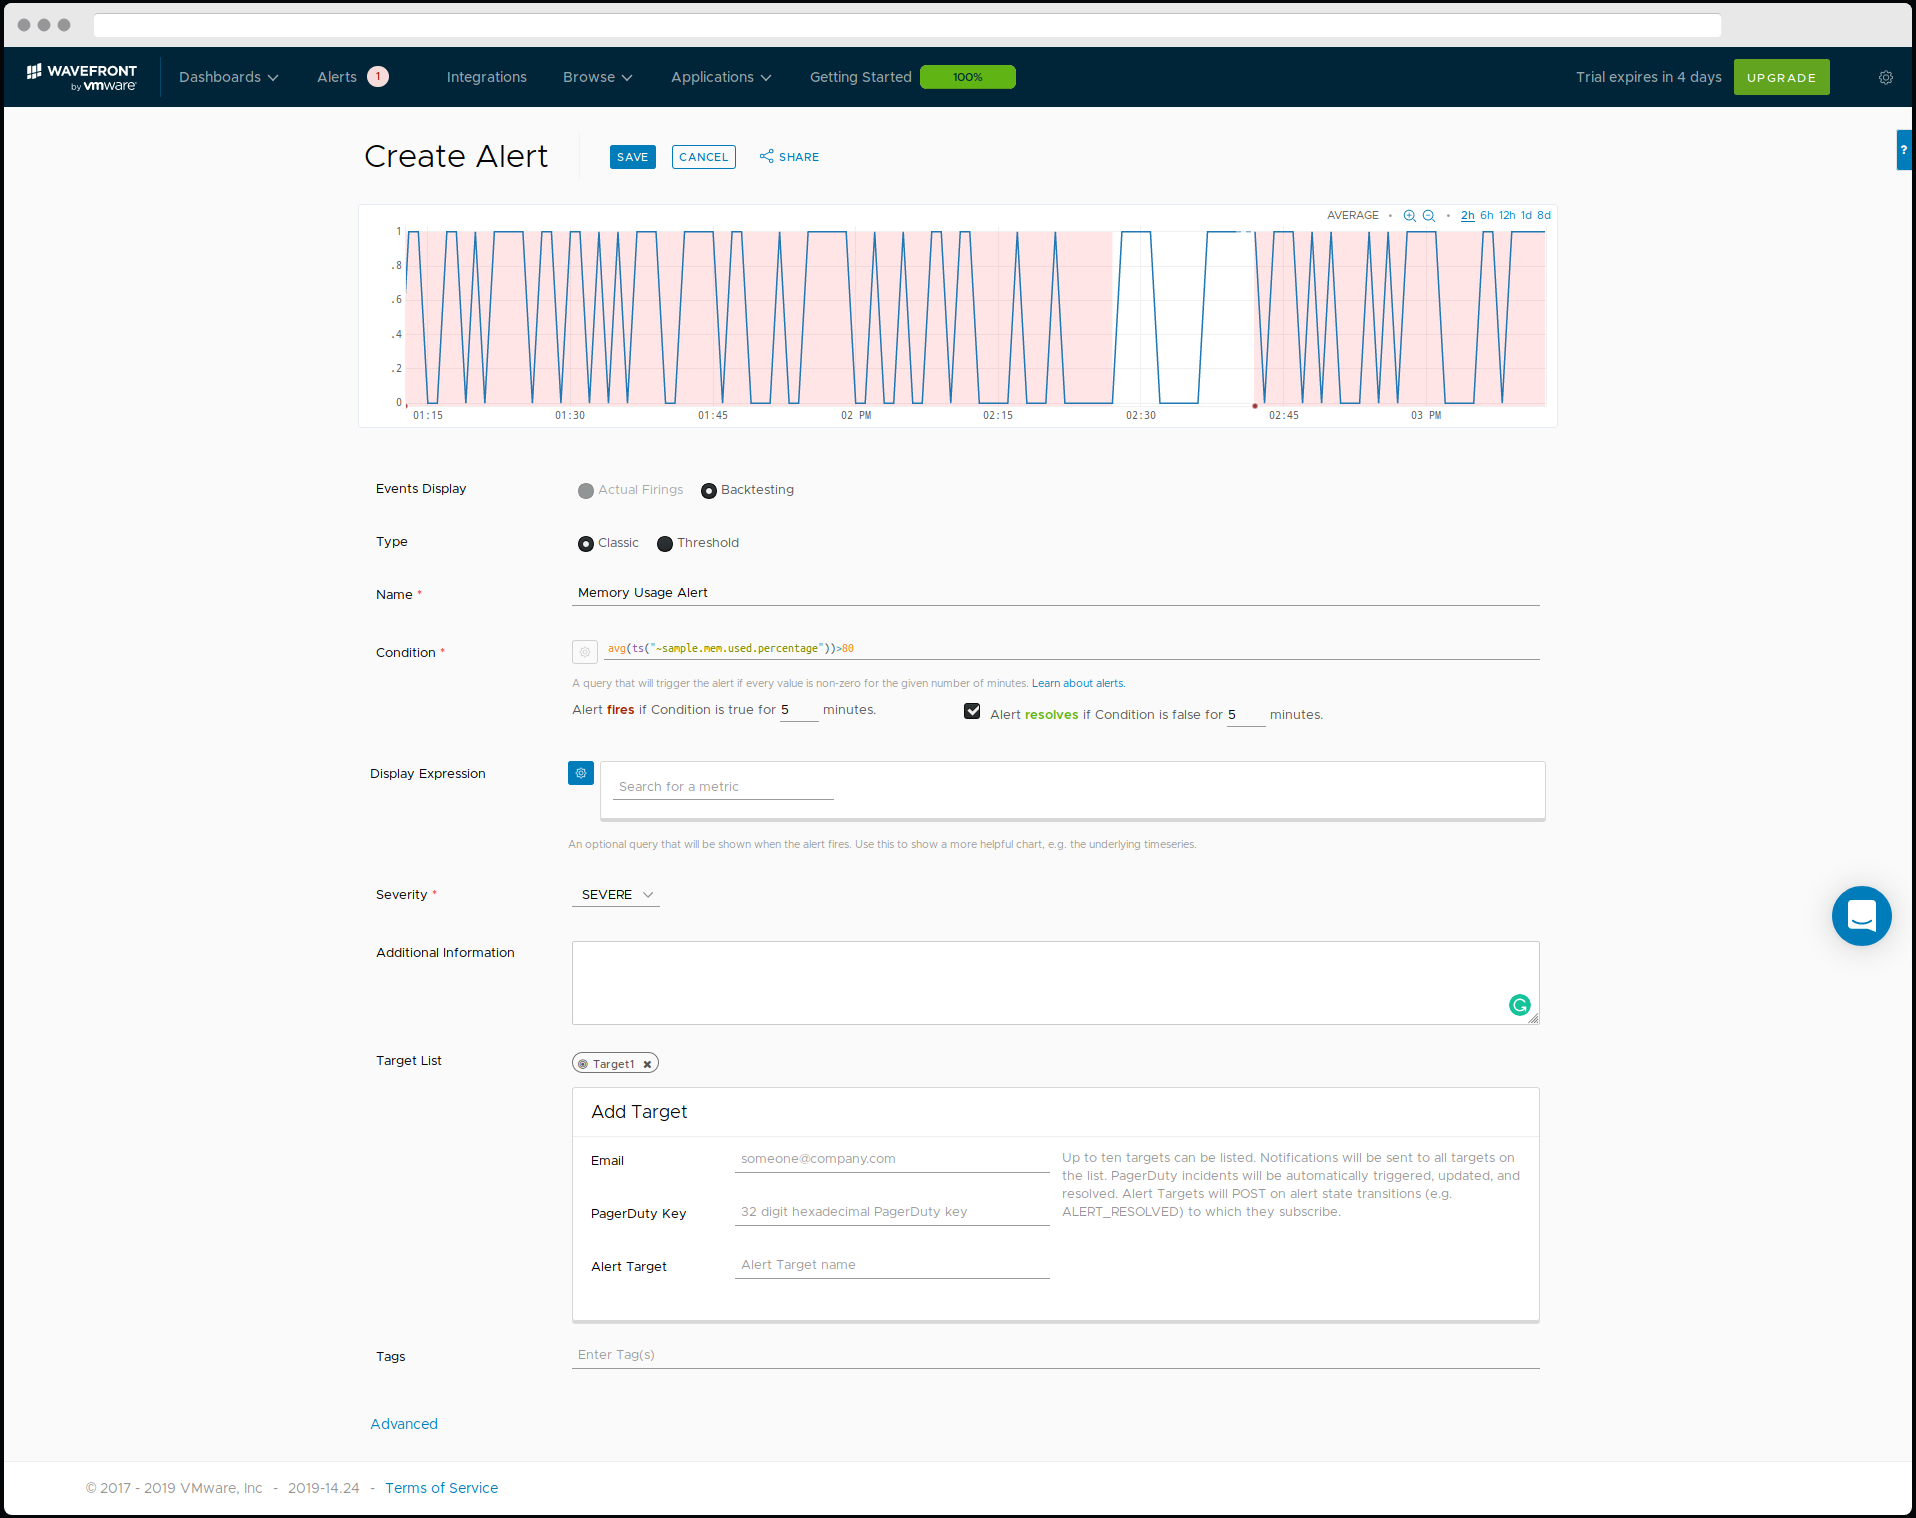 WAVEFRONT
by vmware
Dashboards
Alerts 1
Integrations
Browse
Applications
Getting Started 100%
Trial expires in 4 days
UPGRADE
Create Alert
SAVE
CANCEL
SHARE
?
AVERAGE • • 2h 6h 12h 1d 8d
1
.8
.6
.4
.2
0
01:15 01:30 01:45 02 PM 02:15 02:30 02:45 03 PM
Events Display
Actual Firings Backtesting
Type
Classic Threshold
Name *
Memory Usage Alert
Condition *
avg(ts("~sample.mem.used.percentage"))>80
A query that will trigger the alert if every value is non-zero for the given number of minutes. Learn about alerts.
Alert fires if Condition is true for 5 minutes.
Alert resolves if Condition is false for 5 minutes.
Display Expression
Search for a metric
An optional query that will be shown when the alert fires. Use this to show a more helpful chart, e.g. the underlying timeseries.
Severity *
SEVERE
Additional Information
Target List
Target1
Add Target
Email
someone@company.com
PagerDuty Key
32 digit hexadecimal PagerDuty key
Alert Target
Alert Target name
Up to ten targets can be listed. Notifications will be sent to all targets on
the list. PagerDuty incidents will be automatically triggered, updated, and
resolved. Alert Targets will POST on alert state transitions (e.g.
ALERT_RESOLVED) to which they subscribe.
Tags
Enter Tag(s)
Advanced
© 2017 - 2019 VMware, Inc - 2019-14.24 - Terms of Service